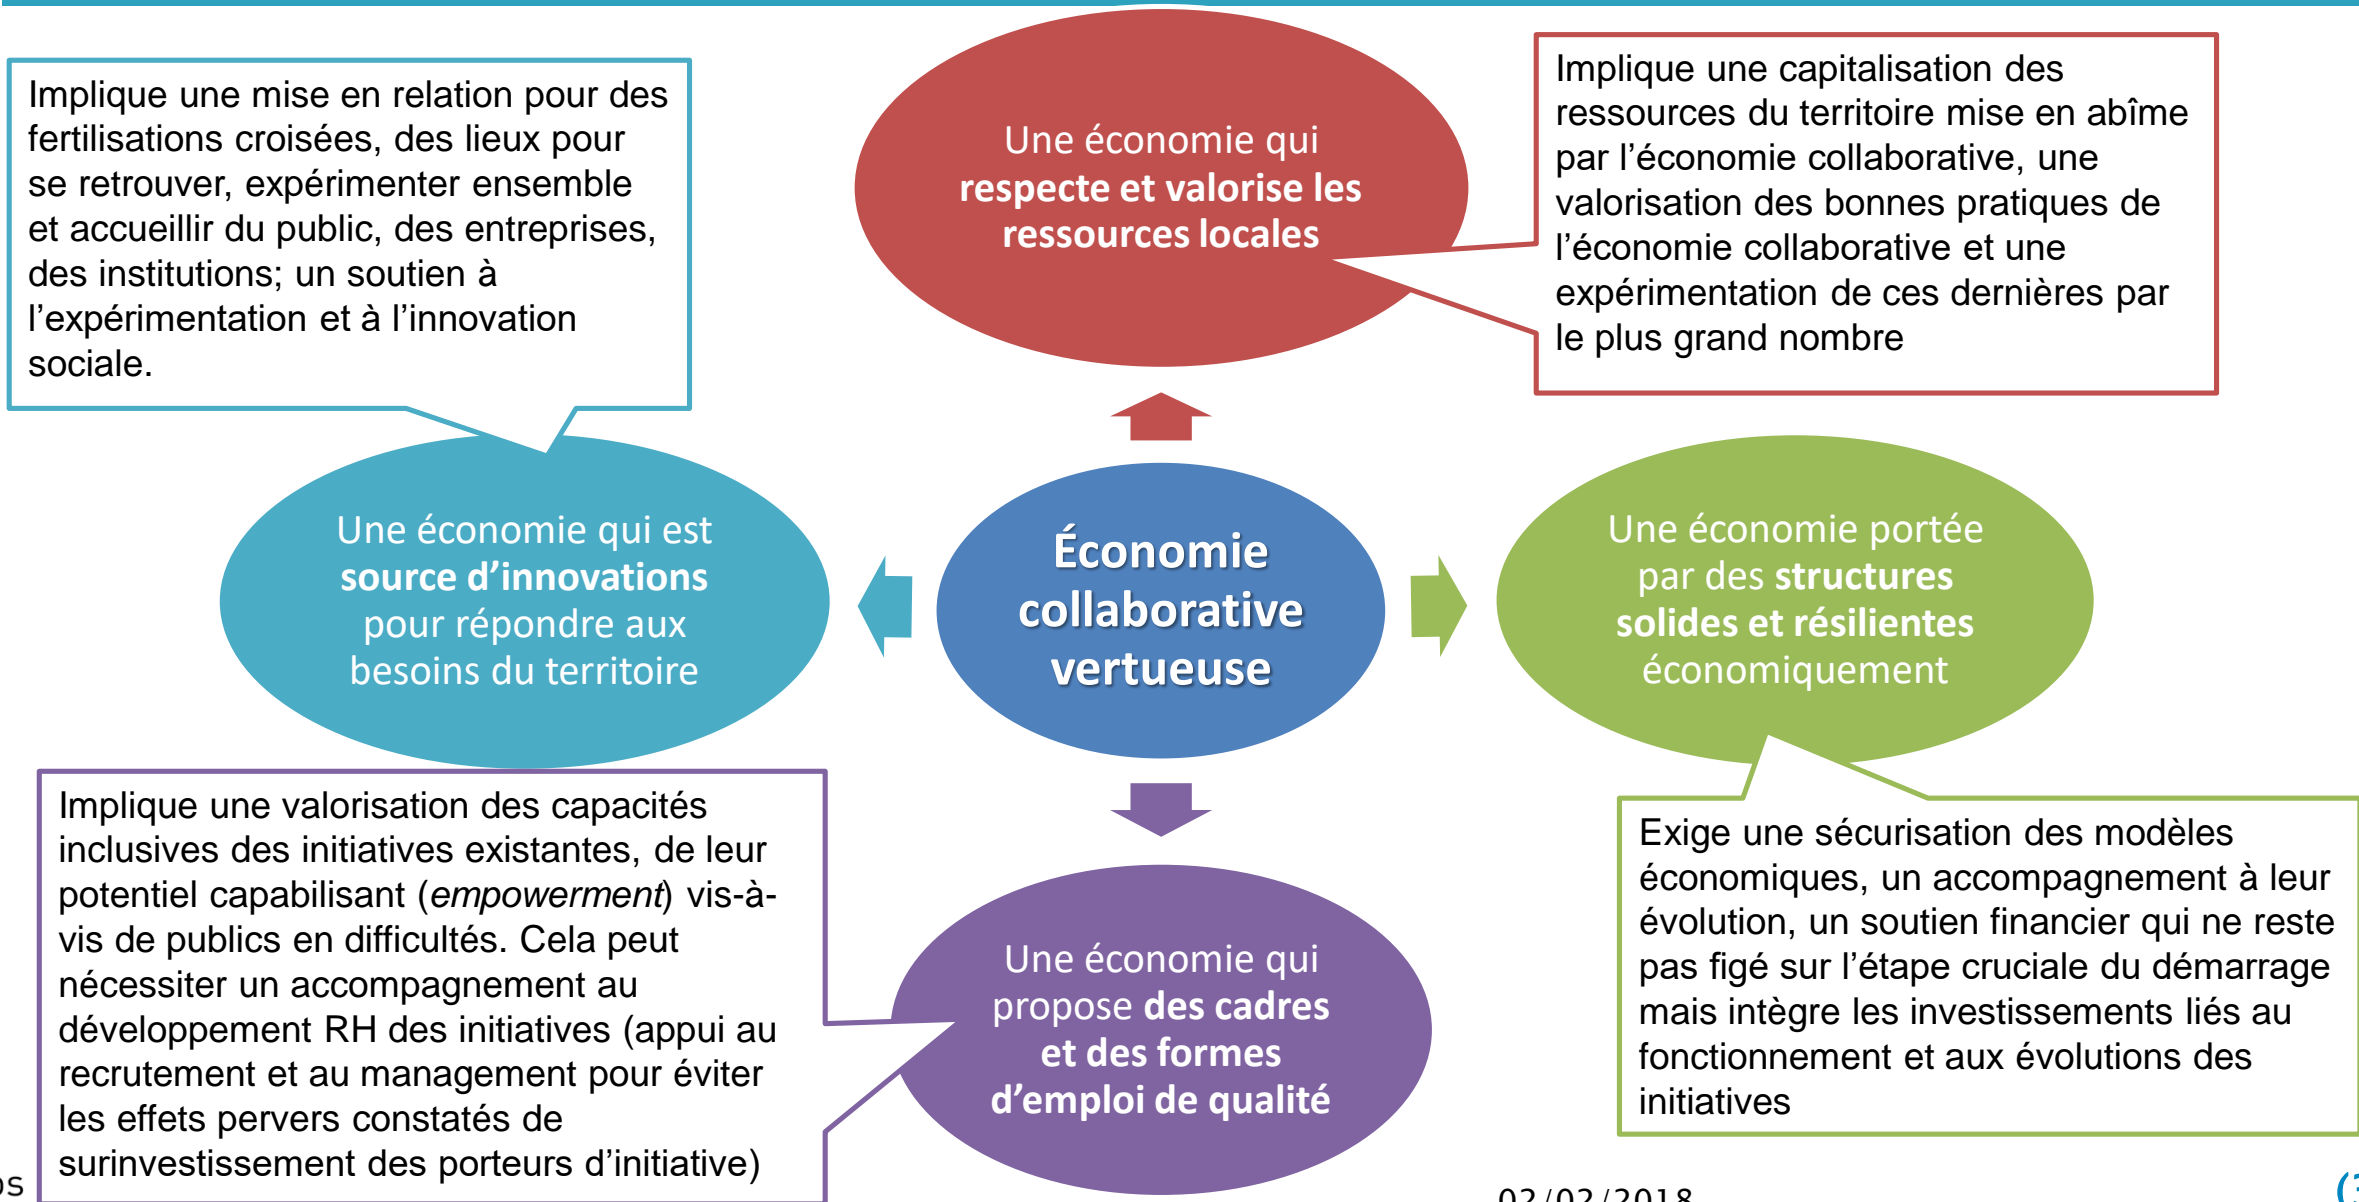 Implique une mise en relation pour des
fertilisations croisées, des lieux pour
se retrouver, expérimenter ensemble
et accueillir du public, des entreprises,
des institutions; un soutien à
l’expérimentation et à l’innovation
sociale.
Une économie qui
respecte et valorise les
ressources locales
Implique une capitalisation des
ressources du territoire mise en abîme
par l’économie collaborative, une
valorisation des bonnes pratiques de
l’économie collaborative et une
expérimentation de ces dernières par
le plus grand nombre
Une économie qui est
source d’innovations
pour répondre aux
besoins du territoire
Économie
collaborative
vertueuse
Une économie portée
par des structures
solides et résilientes
économiquement
Implique une valorisation des capacités
inclusives des initiatives existantes, de leur
potentiel capabilisant (empowerment) vis-à-
vis de publics en difficultés. Cela peut
nécessiter un accompagnement au
développement RH des initiatives (appui au
recrutement et au management pour éviter
les effets pervers constatés de
surinvestissement des porteurs d’initiative)
Une économie qui
propose des cadres
et des formes
d’emploi de qualité
Exige une sécurisation des modèles
économiques, un accompagnement à leur
évolution, un soutien financier qui ne reste
pas figé sur l’étape cruciale du démarrage
mais intègre les investissements liés au
fonctionnement et aux évolutions des
initiatives
02/02/2018